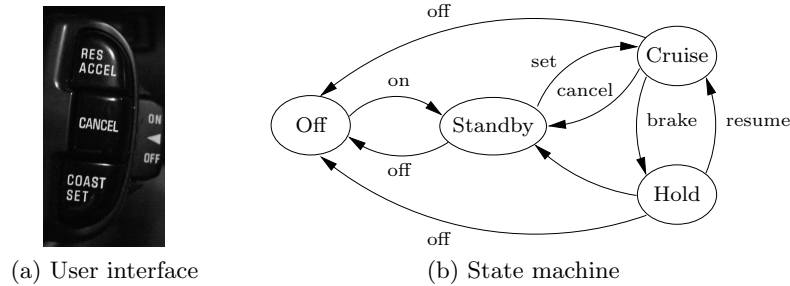 RES
ACCEL
CANCEL
ON
OFF
COAST
SET
(a) User interface
off
Cruise
set
cancel
on
Off
Standby
brake
resume
off
Hold
off
(b) State machine